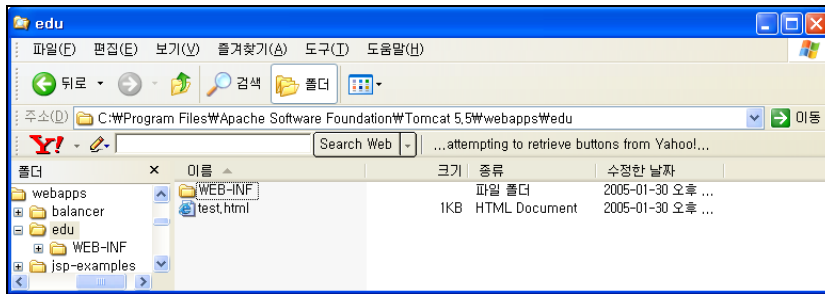 edu
파일(F) 편집(E) 보기(V) 즐겨찾기(A) 도구(T) 도움말(H)
뒤로 검색 폴더
주소(D) C:₩Program Files₩Apache Software Foundation₩Tomcat 5.5₩webapps₩edu 이동
Y! Search Web ...attempting to retrieve buttons from Yahoo!...
폴더 × 이름 크기 종류 수정한 날짜
webapps WEB-INF 파일 폴더 2005-01-30 오후 ...
balancer test.html 1KB HTML Document 2005-01-30 오후 ...
edu
WEB-INF
jsp-examples